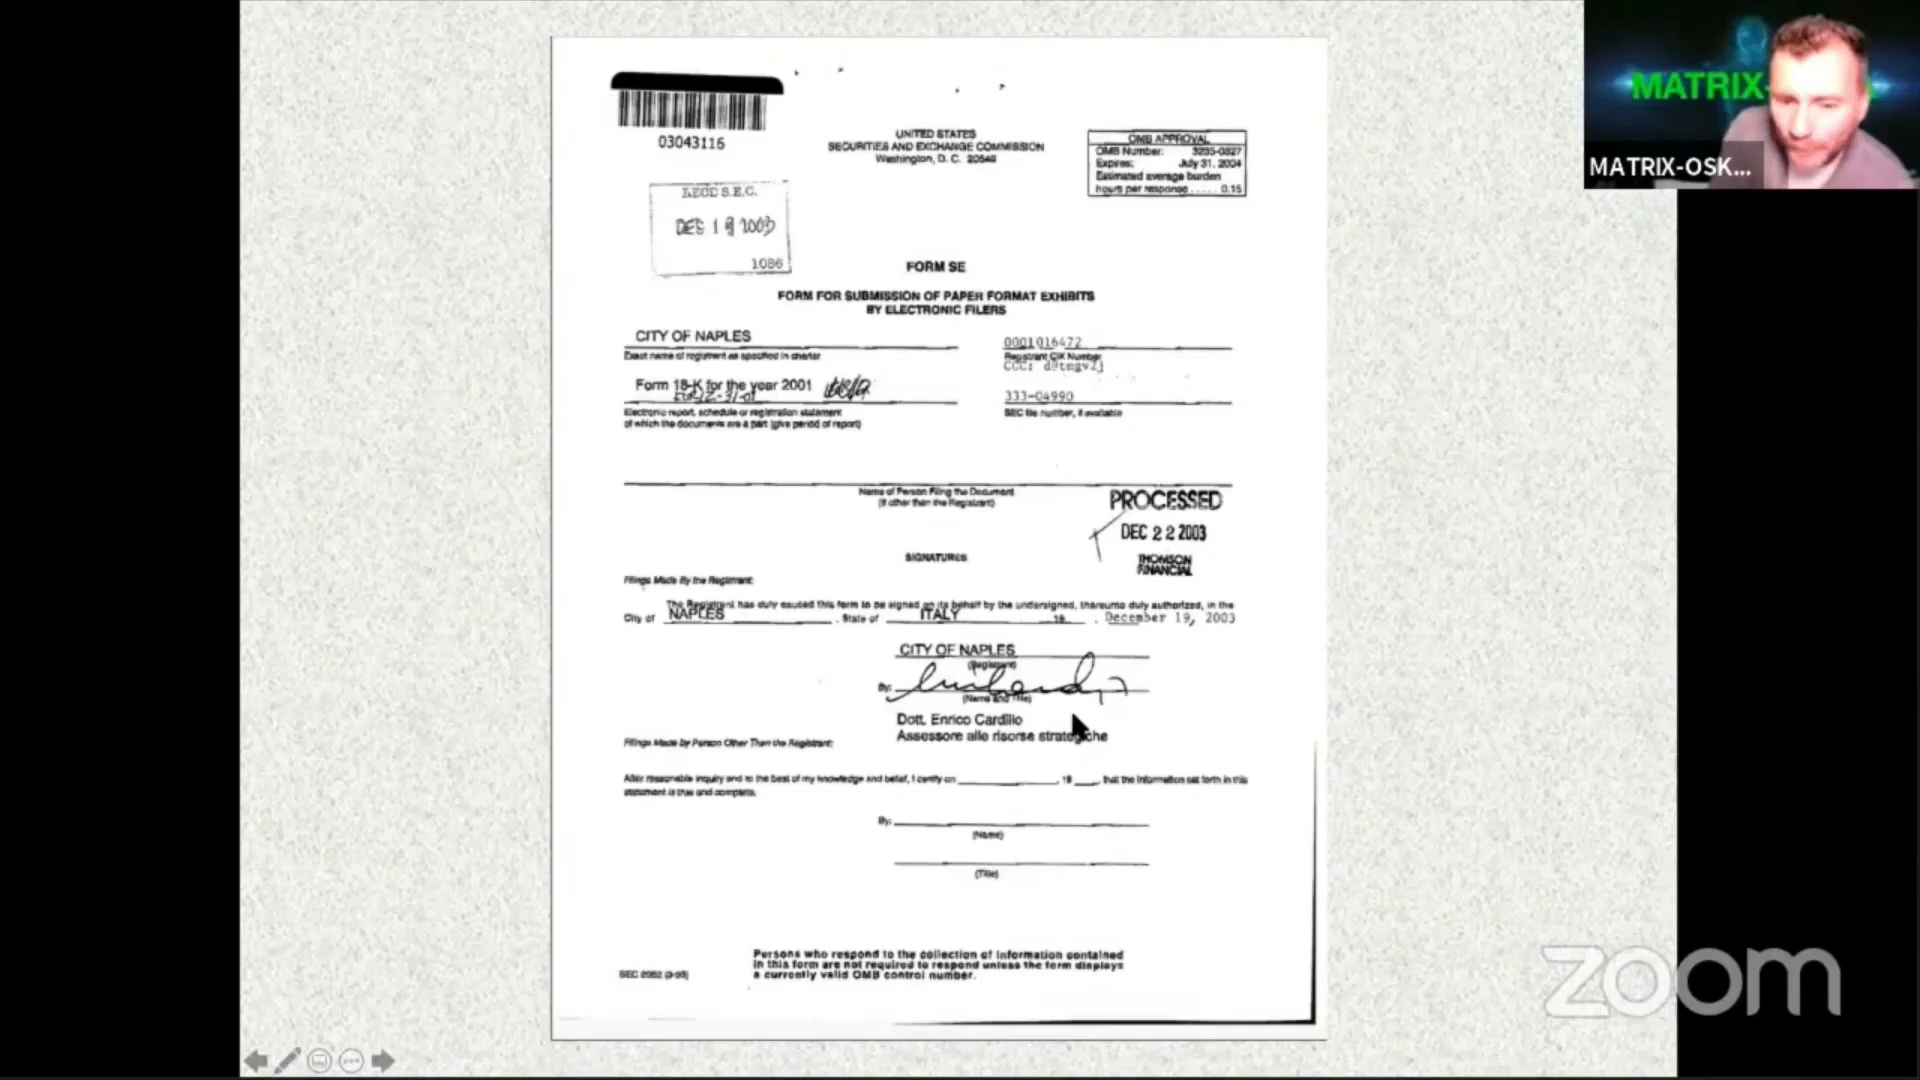 MATRIX-
MATRIX-OSK...
03043116
UNITED STATES
SECURITIES AND EXCHANGE COMMISSION
Washington, D. C. 20549
OMB APPROVAL
OMB Number:
Expires: July 31, 2004
Estimated average burden
hours per response ..... 0.15
RECD S.E.C.
DEC 19 2003
1086
FORM SE
FORM FOR SUBMISSION OF PAPER FORMAT EXHIBITS
BY ELECTRONIC FILERS
CITY OF NAPLES
Exact name of registrant as specified in charter
0001016472
Registrant CIK Number
CCC:
Form 18-K for the year 2001
12-31-01
Electronic report, schedule or registration statement
of which the documents are a part (give period of report)
333-04990
SEC file number, if available
Name of Person Filing the Document
(if other than the Registrant)
PROCESSED
DEC 22 2003
THOMSON
FINANCIAL
SIGNATURES
Filings Made By the Registrant:
The Registrant has duly caused this form to be signed on its behalf by the undersigned, thereunto duly authorized, in the
City of NAPLES, State of ITALY 19 . December 19, 2003
CITY OF NAPLES
(Registrant)
By:
(Name and Title)
Dott. Enrico Cardillo
Assessore alle risorse strategiche
Filings Made by Person Other Than the Registrant:
After reasonable inquiry and to the best of my knowledge and belief, I certify on , 19 , that the information set forth in this
statement is true and complete.
By:
(Name)
(Title)
Persons who respond to the collection of information contained
in this form are not required to respond unless the form displays
a currently valid OMB control number.
SEC 2082
zoom